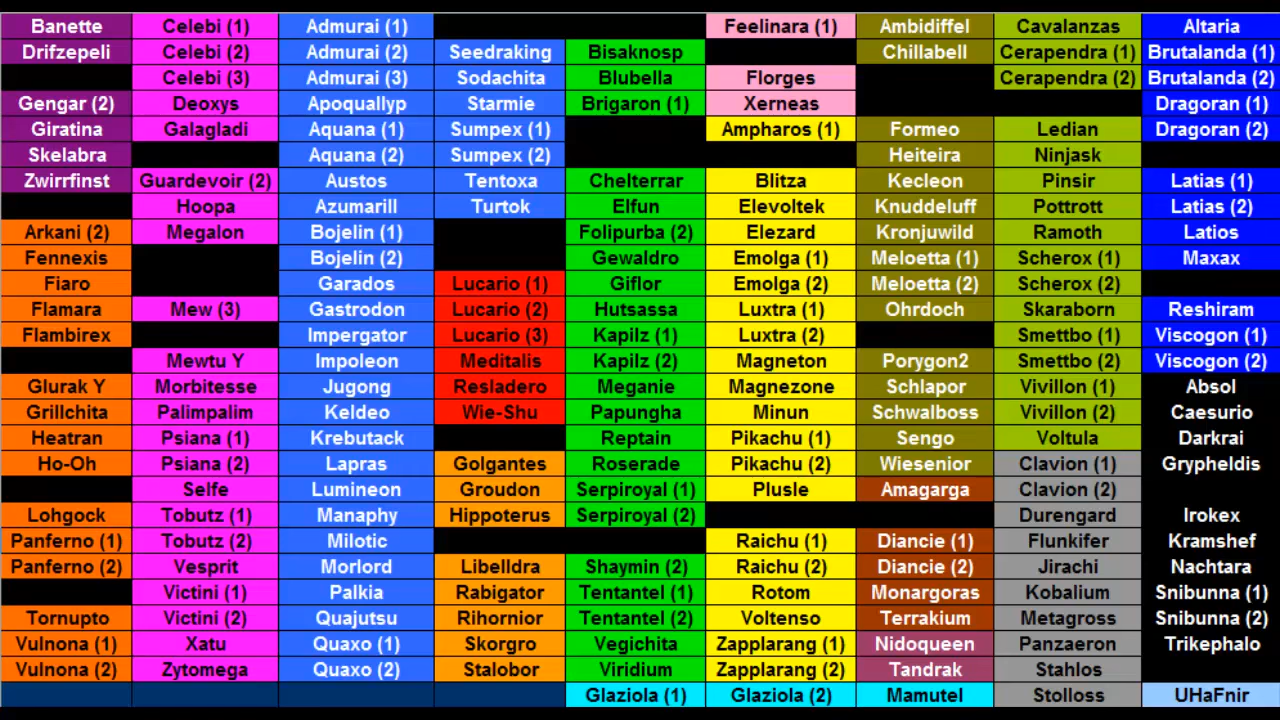 Banette Celebi (1) Admurai (1) Feelinara (1) Ambidiffel Cavalanzas Altaria
Drifzepeli Celebi (2) Admurai (2) Seedraking Bisaknosp Chillabell Cerapendra (1) Brutalanda (1)
Celebi (3) Admurai (3) Sodachita Blubella Florges Cerapendra (2) Brutalanda (2)
Gengar (2) Deoxys Apoquallyp Starmie Brigaron (1) Xerneas Dragoran (1)
Giratina Galagladi Aquana (1) Sumpex (1) Ampharos (1) Formeo Ledian Dragoran (2)
Skelabra Aquana (2) Sumpex (2) Heiteira Ninjask
Zwirrfinst Guardevoir (2) Austos Tentoxa Chelterrar Blitza Kecleon Pinsir Latias (1)
Hoopa Azumarill Turtok Elfun Elevoltek Knuddeluff Pottrott Latias (2)
Arkani (2) Megalon Bojelin (1) Folipurba (2) Elezard Kronjuwild Ramoth Latios
Fennexis Bojelin (2) Gewaldro Emolga (1) Meloetta (1) Scherox (1) Maxax
Fiaro Garados Lucario (1) Giflor Emolga (2) Meloetta (2) Scherox (2)
Flamara Mew (3) Gastrodon Lucario (2) Hutsassa Luxtra (1) Ohrdoch Skaraborn Reshiram
Flambirex Impergator Lucario (3) Kapilz (1) Luxtra (2) Smettbo (1) Viscogon (1)
Mewtu Y Impoleon Meditalis Kapilz (2) Magneton Porygon2 Smettbo (2) Viscogon (2)
Glurak Y Morbitesse Jugong Resladero Meganie Magnezone Schlapor Vivillon (1) Absol
Grillchita Palimpalim Keldeo Wie-Shu Papungha Minun Schwalboss Vivillon (2) Caesurio
Heatran Psiana (1) Krebutack Reptain Pikachu (1) Sengo Voltula Darkrai
Ho-Oh Psiana (2) Lapras Golgantes Roserade Pikachu (2) Wiesenior Clavion (1) Grypheldis
Selfe Lumineon Groudon Serpiroyal (1) Plusle Amagarga Clavion (2)
Lohgock Tobutz (1) Manaphy Hippoterus Serpiroyal (2) Durengard Irokex
Panferno (1) Tobutz (2) Milotic Raichu (1) Diancie (1) Flunkifer Kramshef
Panferno (2) Vesprit Morlord Libelldra Shaymin (2) Raichu (2) Diancie (2) Jirachi Nachtara
Victini (1) Palkia Rabigator Tentantel (1) Rotom Monargoras Kobalium Snibunna (1)
Tornupto Victini (2) Quajutsu Rihornior Tentantel (2) Voltenso Terrakium Metagross Snibunna (2)
Vulnona (1) Xatu Quaxo (1) Skorgro Vegichita Zapplarang (1) Nidoqueen Panzaeron Trikephalo
Vulnona (2) Zytomega Quaxo (2) Stalobor Viridium Zapplarang (2) Tandrak Stahlos
Glaziola (1) Glaziola (2) Mamutel Stolloss UHaFnir